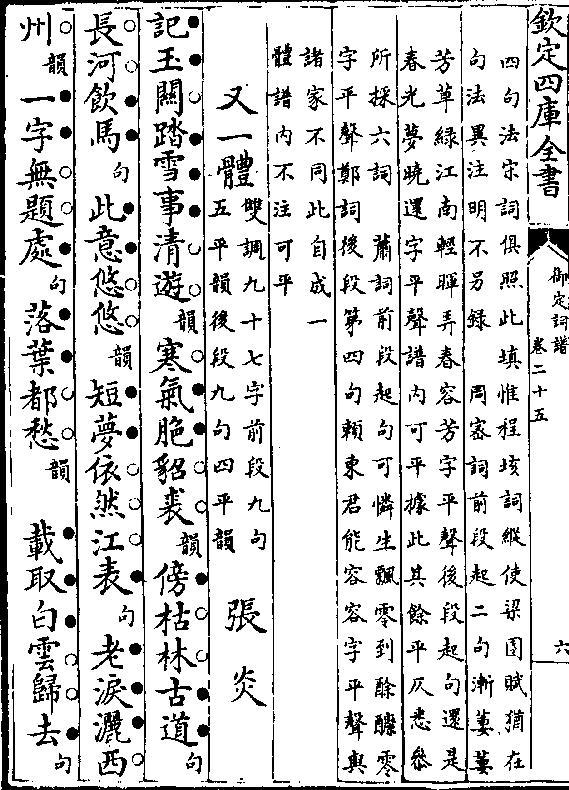 欽定四庫全書
御定詞譜
卷二十五
六
四句法宋詞俱照此填惟程垓詞縱使梁園賦猶在
句法異注明不另錄　周密詞前段起二句漸萋萋
芳草綠江南輕暉弄春容芳字平聲後段起句還是
春光夢曉還字平聲譜内可平據此其餘平仄悉叅
所採六詞　蕭詞前段起句可憐生飄零到酴醿零
字平聲鄭詞後段第四句賴東君能容容字平聲與
諸家不同此自成一
體譜内不注可平
又一體 雙調九十七字前段九句
五平韻後段九句四平韻　張炎
記玉關踏雪事清遊韻寒氣脆貂裘韻傍枯林古道句
長河飲馬句此意悠悠韻短夢依然江表句老淚灑西
州韻一字無題處句落葉都愁韻　載取白雲歸去句